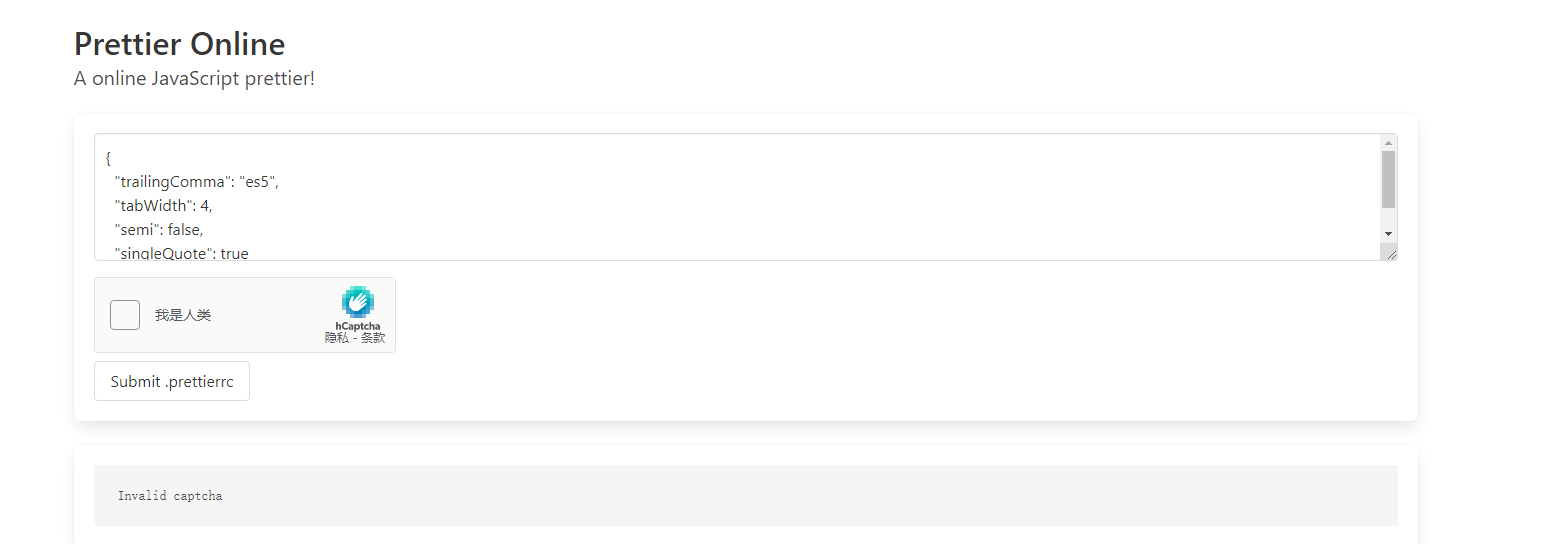 Prettier Online
A online JavaScript prettier!
{
"trailingComma": "es5",
"tabWidth": 4,
"semi": false,
"singleQuote": true
我是人类
hCaptcha
隐私 - 条款
Submit .prettierrc
Invalid captcha